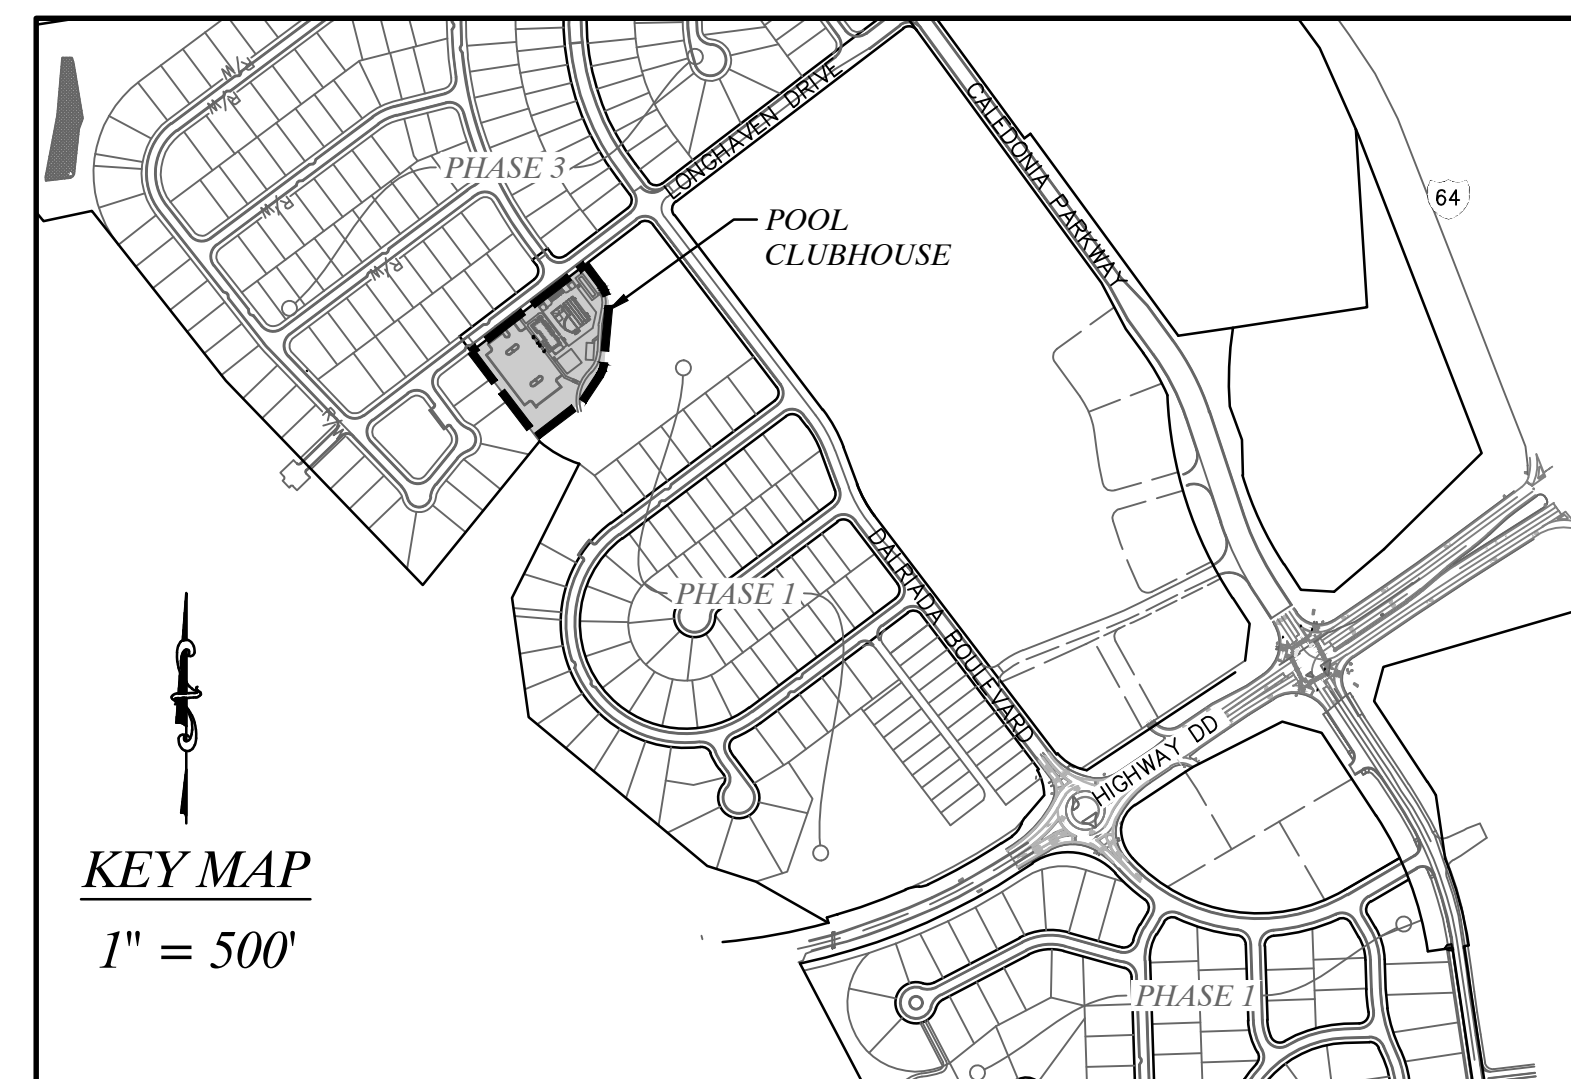 R/W
R/W
R/W
PHASE 3
LONGHAVEN DRIVE
CALEDONIA PARKWAY
64
R/W
POOL
CLUBHOUSE
R/W
R/W
PHASE 1
DALRIADA BOULEVARD
HIGHWAY DD
KEY MAP
1" = 500'
PHASE 1